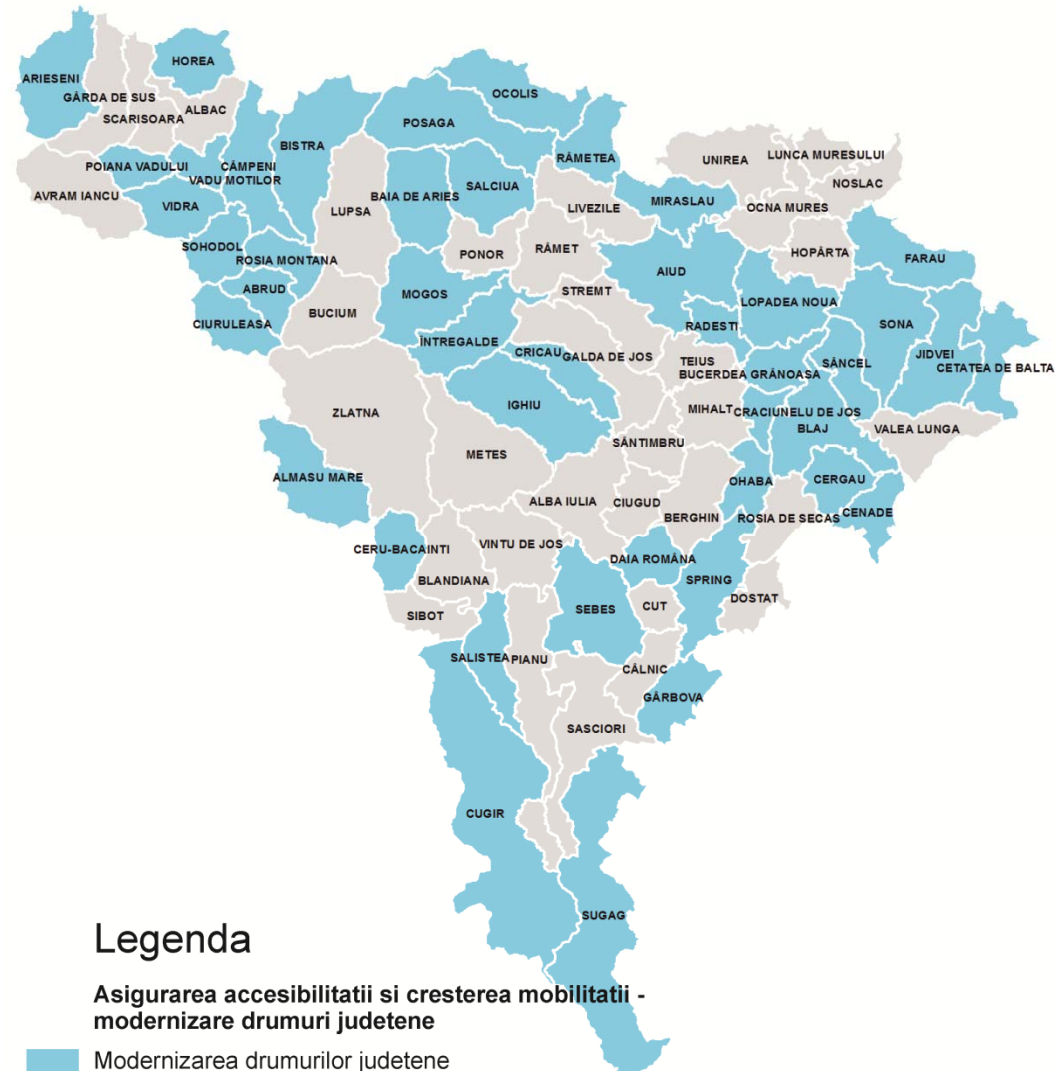 HOREA
ARIESENI
GÂRDA DE SUS
SCARISOARA
ALBAC
OCOLIS
POSAGA
BISTRA
RÂMETEA
UNIREA
LUNCA MURESULUI
NOSLAC
POIANA VADULUI
CÂMPENI
VADU MOTILOR
AVRAM IANCU
VIDRA
BAIA DE ARIES
SALCIUA
LUPSA
LIVEZILE
MIRASLAU
OCNA MURES
SOHODOL
ROSIA MONTANA
PONOR
RÂMET
HOPÂRTA
FARAU
AIUD
ABRUD
MOGOS
STREMT
LOPADEA NOUA
CIURULEASA
BUCIUM
RADESTI
SONA
ÎNTREGALDE
CRICAU
GALDA DE JOS
TEIUS
BUCERDEA GRÂNOASA
SÂNCEL
JIDVEI
CETATEA DE BALTA
ZLATNA
IGHIU
MIHALT
CRACIUNELU DE JOS
BLAJ
VALEA LUNGA
SÂNTIMBRU
METES
ALMASU MARE
OHABA
CERGAU
ALBA IULIA
CIUGUD
BERGHIN
ROSIA DE SECAS
CENADE
CERU-BACAINTI
VINTU DE JOS
DAIA ROMÂNA
BLANDIANA
SPRING
DOSTAT
SIBOT
SEBES
CUT
SALISTEA
PIANU
CÂLNIC
GÂRBOVA
SASCIORI
CUGIR
SUGAG
Legenda
Asigurarea accesibilitatii si cresterea mobilitatii -
modernizare drumuri judetene
Modernizarea drumurilor judetene